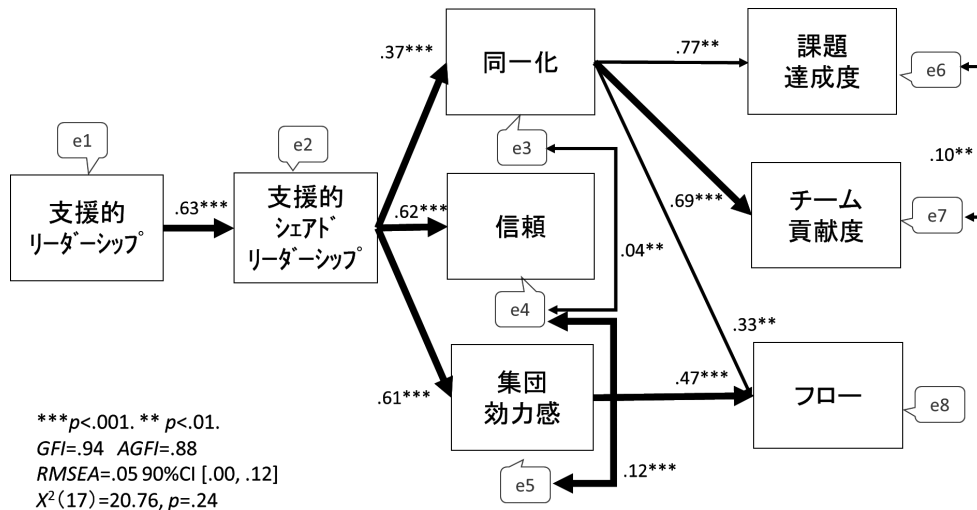 e1
支援的
リーダーシップ
.63***
e2
支援的
シェアド
リーダーシップ
.37***
.62***
.61***
同一化
e3
信頼
e4
集団
効力感
e5
.04**
.12***
.77**
.69***
.33**
.47***
課題
達成度
e6
.10**
チーム
貢献度
e7
フロー
e8
***p<.001. ** p<.01.
GFI=.94 AGFI=.88
RMSEA=.05 90%CI [.00, .12]
X²(17)=20.76, p=.24